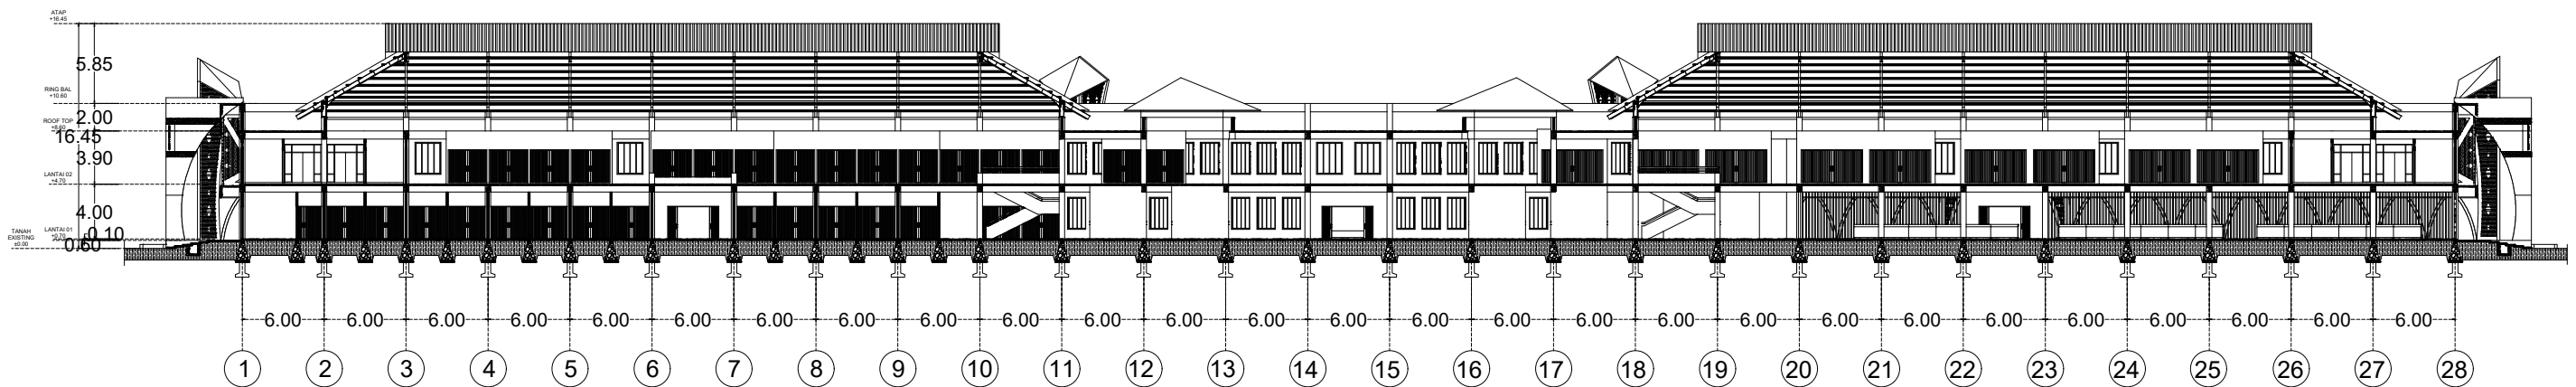 ATAP
+16.45
5.85
RING BAL
+10.60
2.00
ROOF TOP
+8.60
16.45
3.90
LANTAI 02
+4.70
4.00
TANAH
EXISTING
±0.00
LANTAI 01
+0.70
0.10
0.60
6.00 6.00 6.00 6.00 6.00 6.00 6.00 6.00 6.00 6.00 6.00 6.00 6.00 6.00 6.00 6.00 6.00 6.00 6.00 6.00 6.00 6.00 6.00 6.00 6.00 6.00 6.00
1 2 3 4 5 6 7 8 9 10 11 12 13 14 15 16 17 18 19 20 21 22 23 24 25 26 27 28